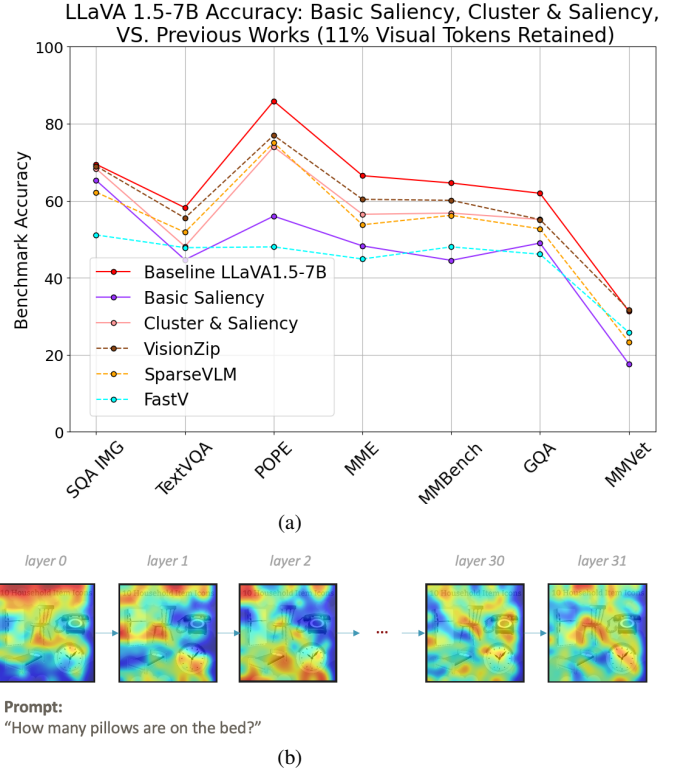 LLaVA 1.5-7B Accuracy: Basic Saliency, Cluster & Saliency,
VS. Previous Works (11% Visual Tokens Retained)
100
80
60
40
20
0
Benchmark Accuracy
Baseline LLaVA1.5-7B
Basic Saliency
Cluster & Saliency
VisionZip
SparseVLM
FastV
SQA IMG
TextVQA
POPE
MME
MMBench
GQA
MMVet
(a)
layer 0
layer 1
layer 2
layer 30
layer 31
...
Prompt:
“How many pillows are on the bed?”
(b)